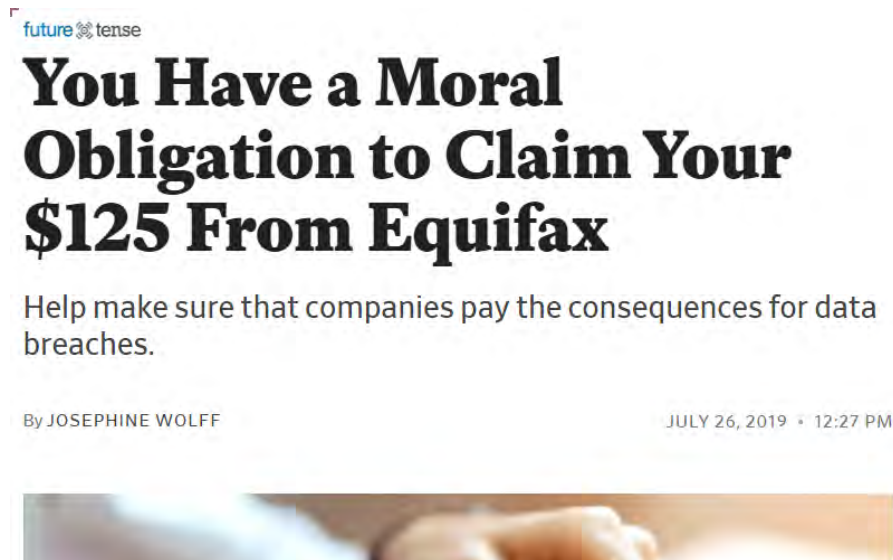 future tense
You Have a Moral
Obligation to Claim Your
$125 From Equifax
Help make sure that companies pay the consequences for data
breaches.
By JOSEPHINE WOLFF
JULY 26, 2019 • 12:27 PM